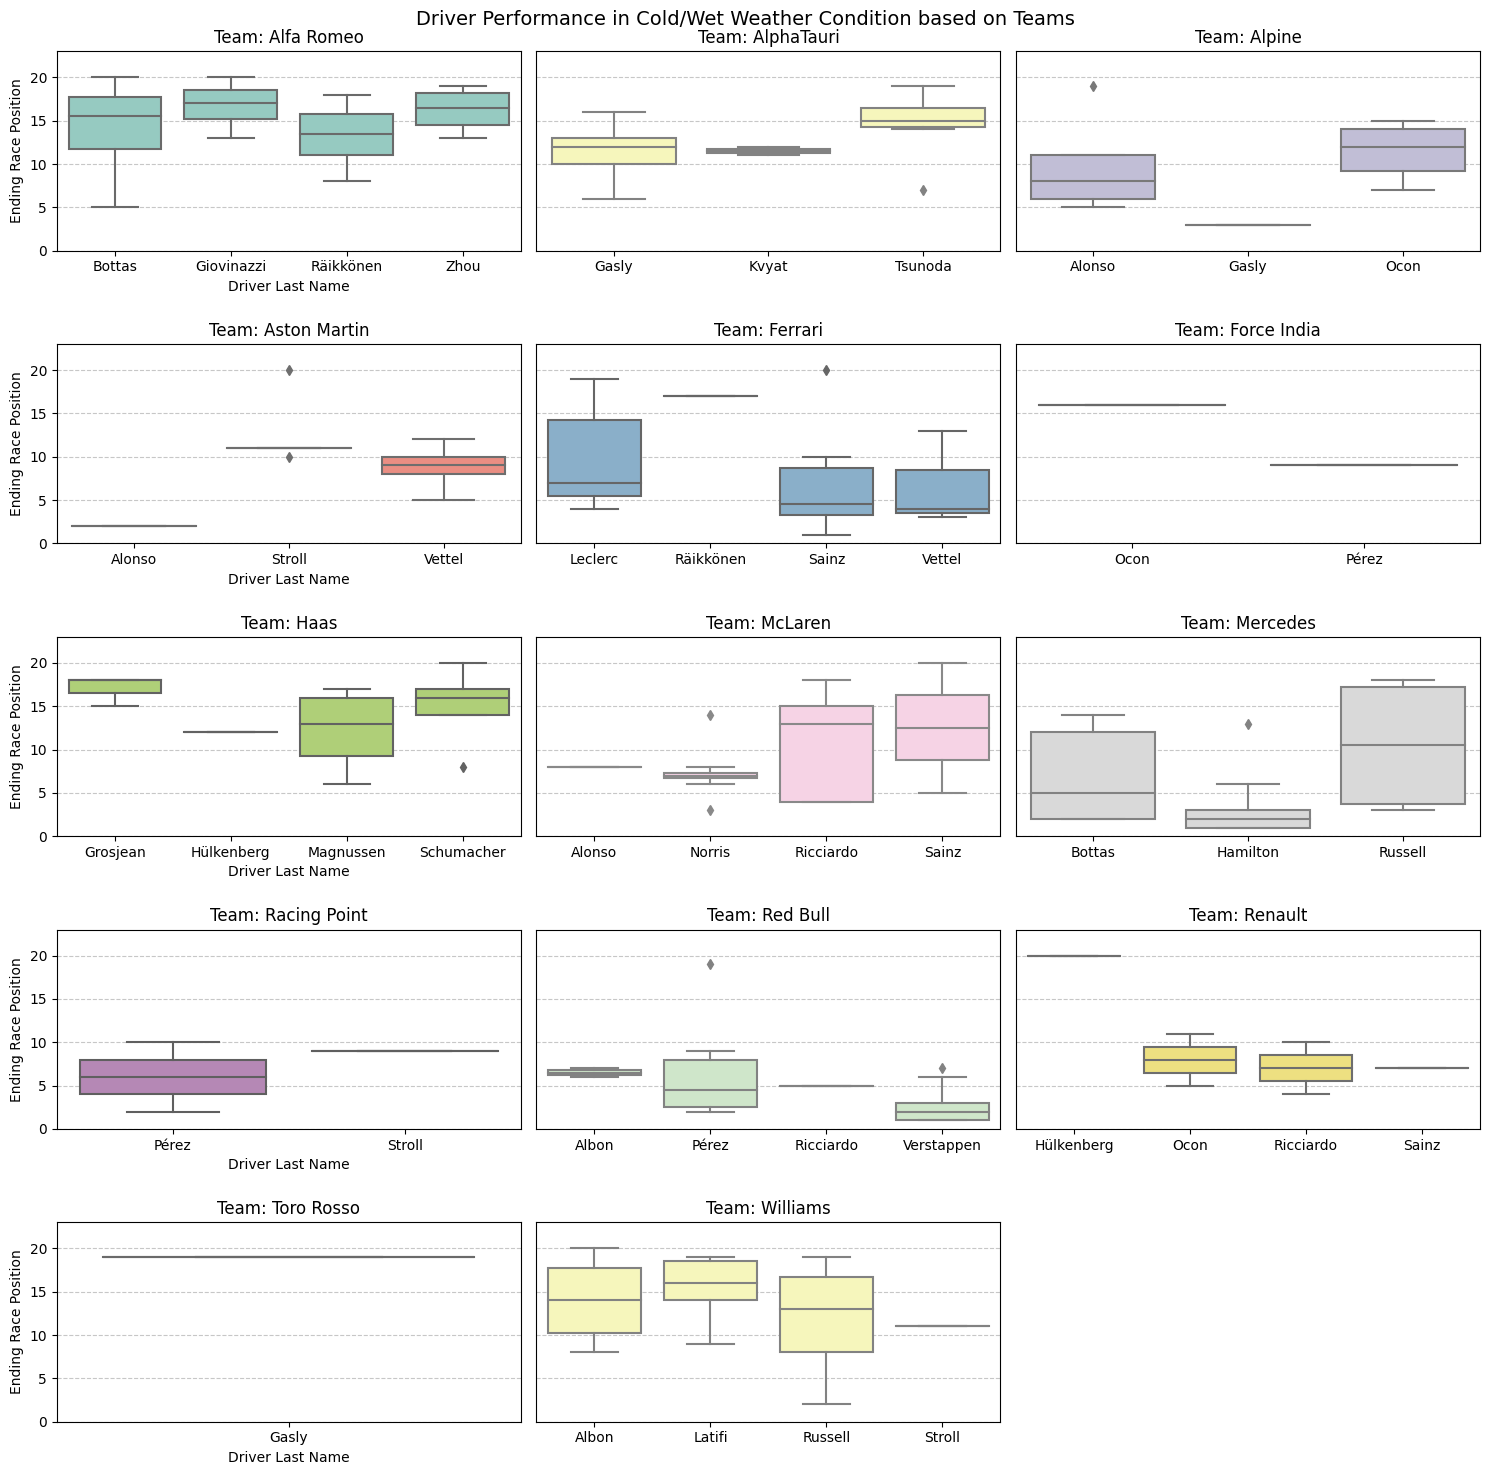 Driver Performance in Cold/Wet Weather Condition based on Teams
Team: Alfa Romeo
Team: AlphaTauri
Team: Alpine
Ending Race Position
20
15
10
5
0
Bottas Giovinazzi Räikkönen Zhou
Gasly Kvyat Tsunoda
Alonso Gasly Ocon
Driver Last Name
Team: Aston Martin
Team: Ferrari
Team: Force India
Ending Race Position
20
15
10
5
0
Alonso Stroll Vettel
Leclerc Räikkönen Sainz Vettel
Ocon Pérez
Driver Last Name
Team: Haas
Team: McLaren
Team: Mercedes
Ending Race Position
20
15
10
5
0
Grosjean Hülkenberg Magnussen Schumacher
Alonso Norris Ricciardo Sainz
Bottas Hamilton Russell
Driver Last Name
Team: Racing Point
Team: Red Bull
Team: Renault
Ending Race Position
20
15
10
5
0
Pérez Stroll
Albon Pérez Ricciardo Verstappen
Hülkenberg Ocon Ricciardo Sainz
Driver Last Name
Team: Toro Rosso
Team: Williams
Ending Race Position
20
15
10
5
0
Gasly
Albon Latifi Russell Stroll
Driver Last Name